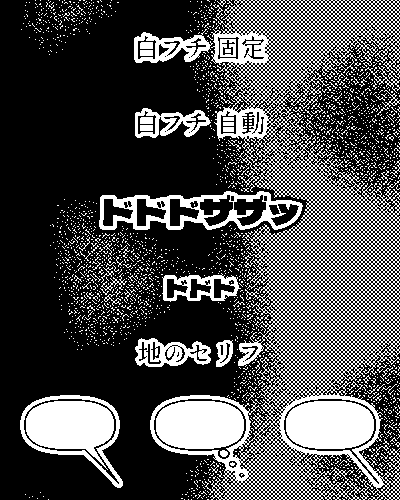 白フチ 固定
白フチ 自動
ドドドザザッ
ドドド
地のセリフ